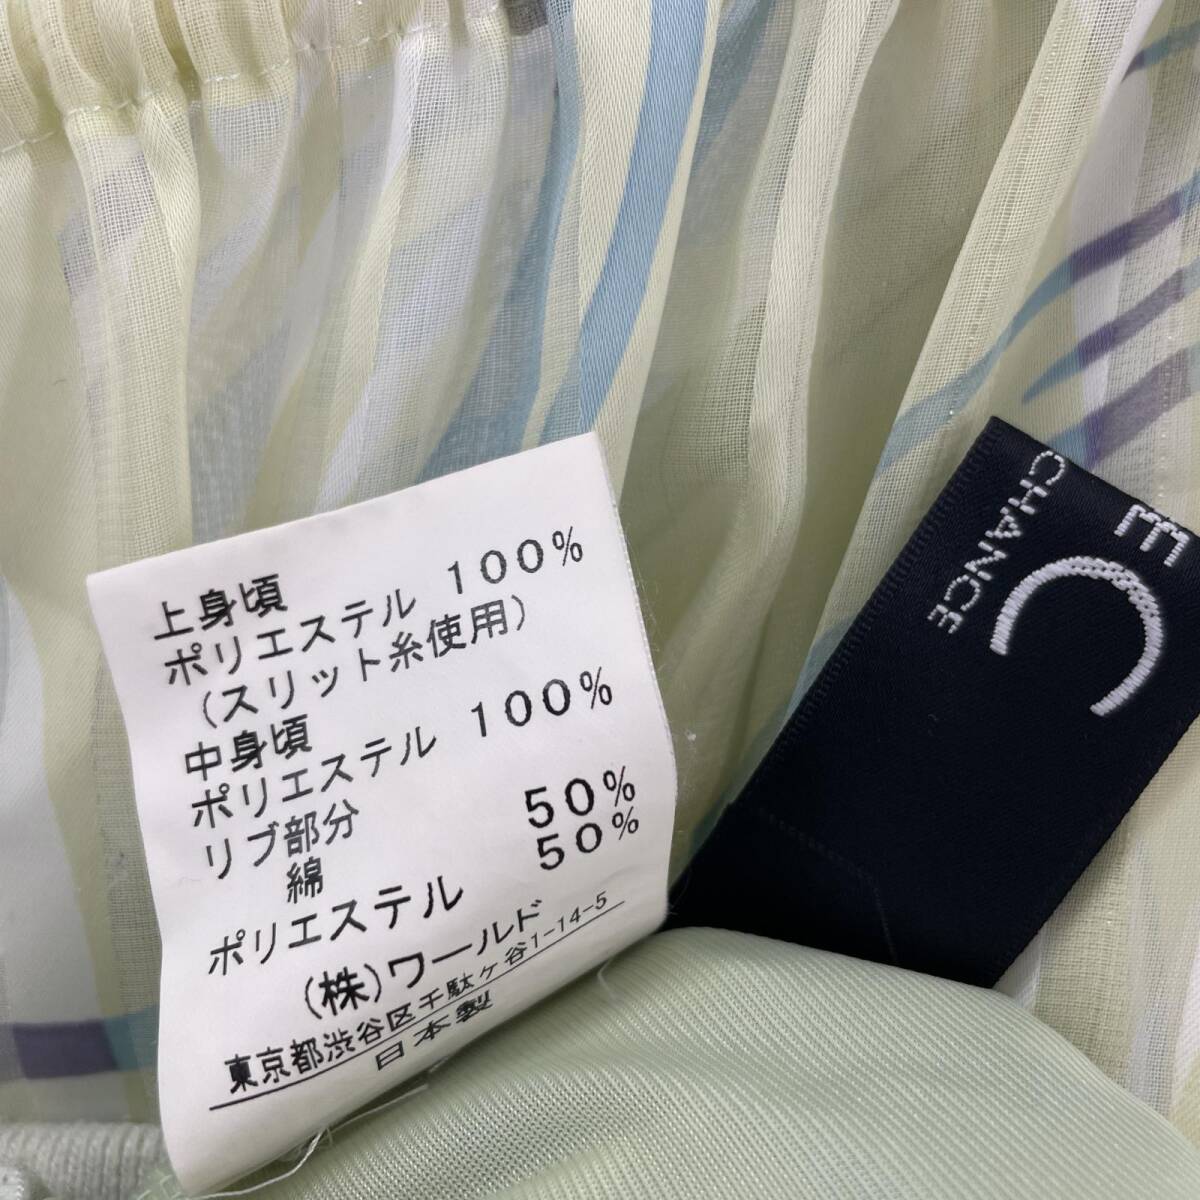 上身頃
ポリエステル 100%
(スリット糸使用)
中身頃
ポリエステル 100%
リブ部分
綿 50%
ポリエステル 50%
(株)ワールド
東京都渋谷区千駄ヶ谷1-14-5
日本製
CHANGE